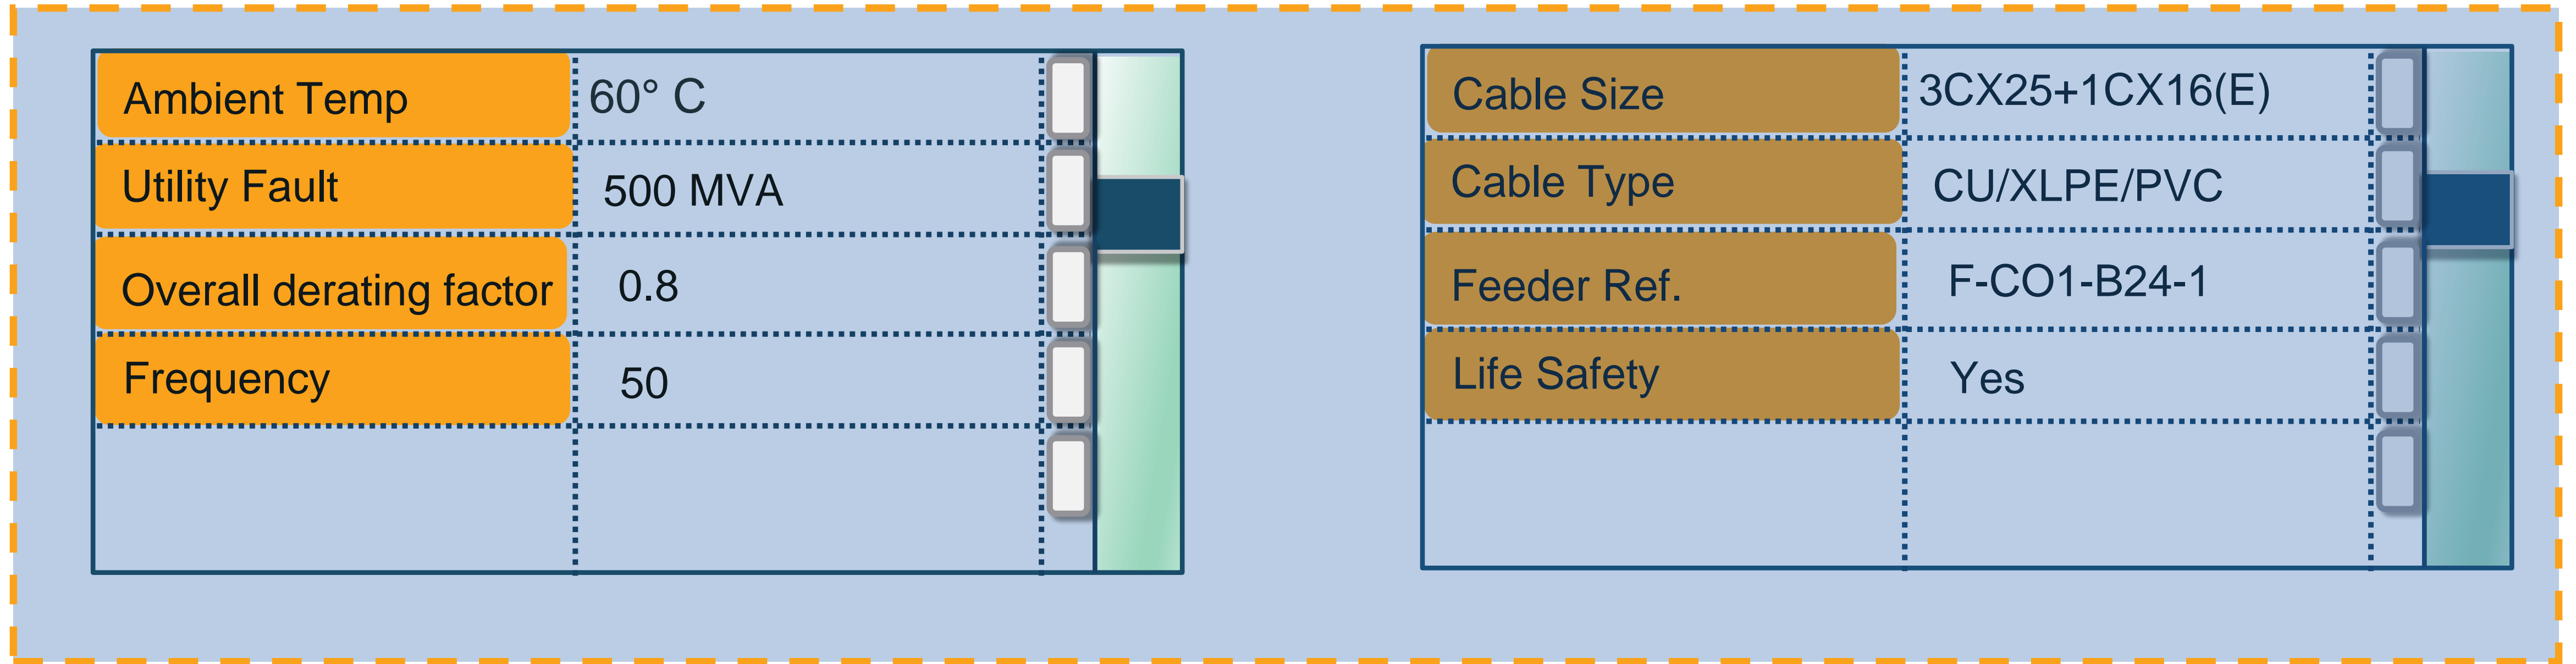 Ambient Temp 60° C
Utility Fault 500 MVA
Overall derating factor 0.8
Frequency 50
Cable Size 3CX25+1CX16(E)
Cable Type CU/XLPE/PVC
Feeder Ref. F-CO1-B24-1
Life Safety Yes